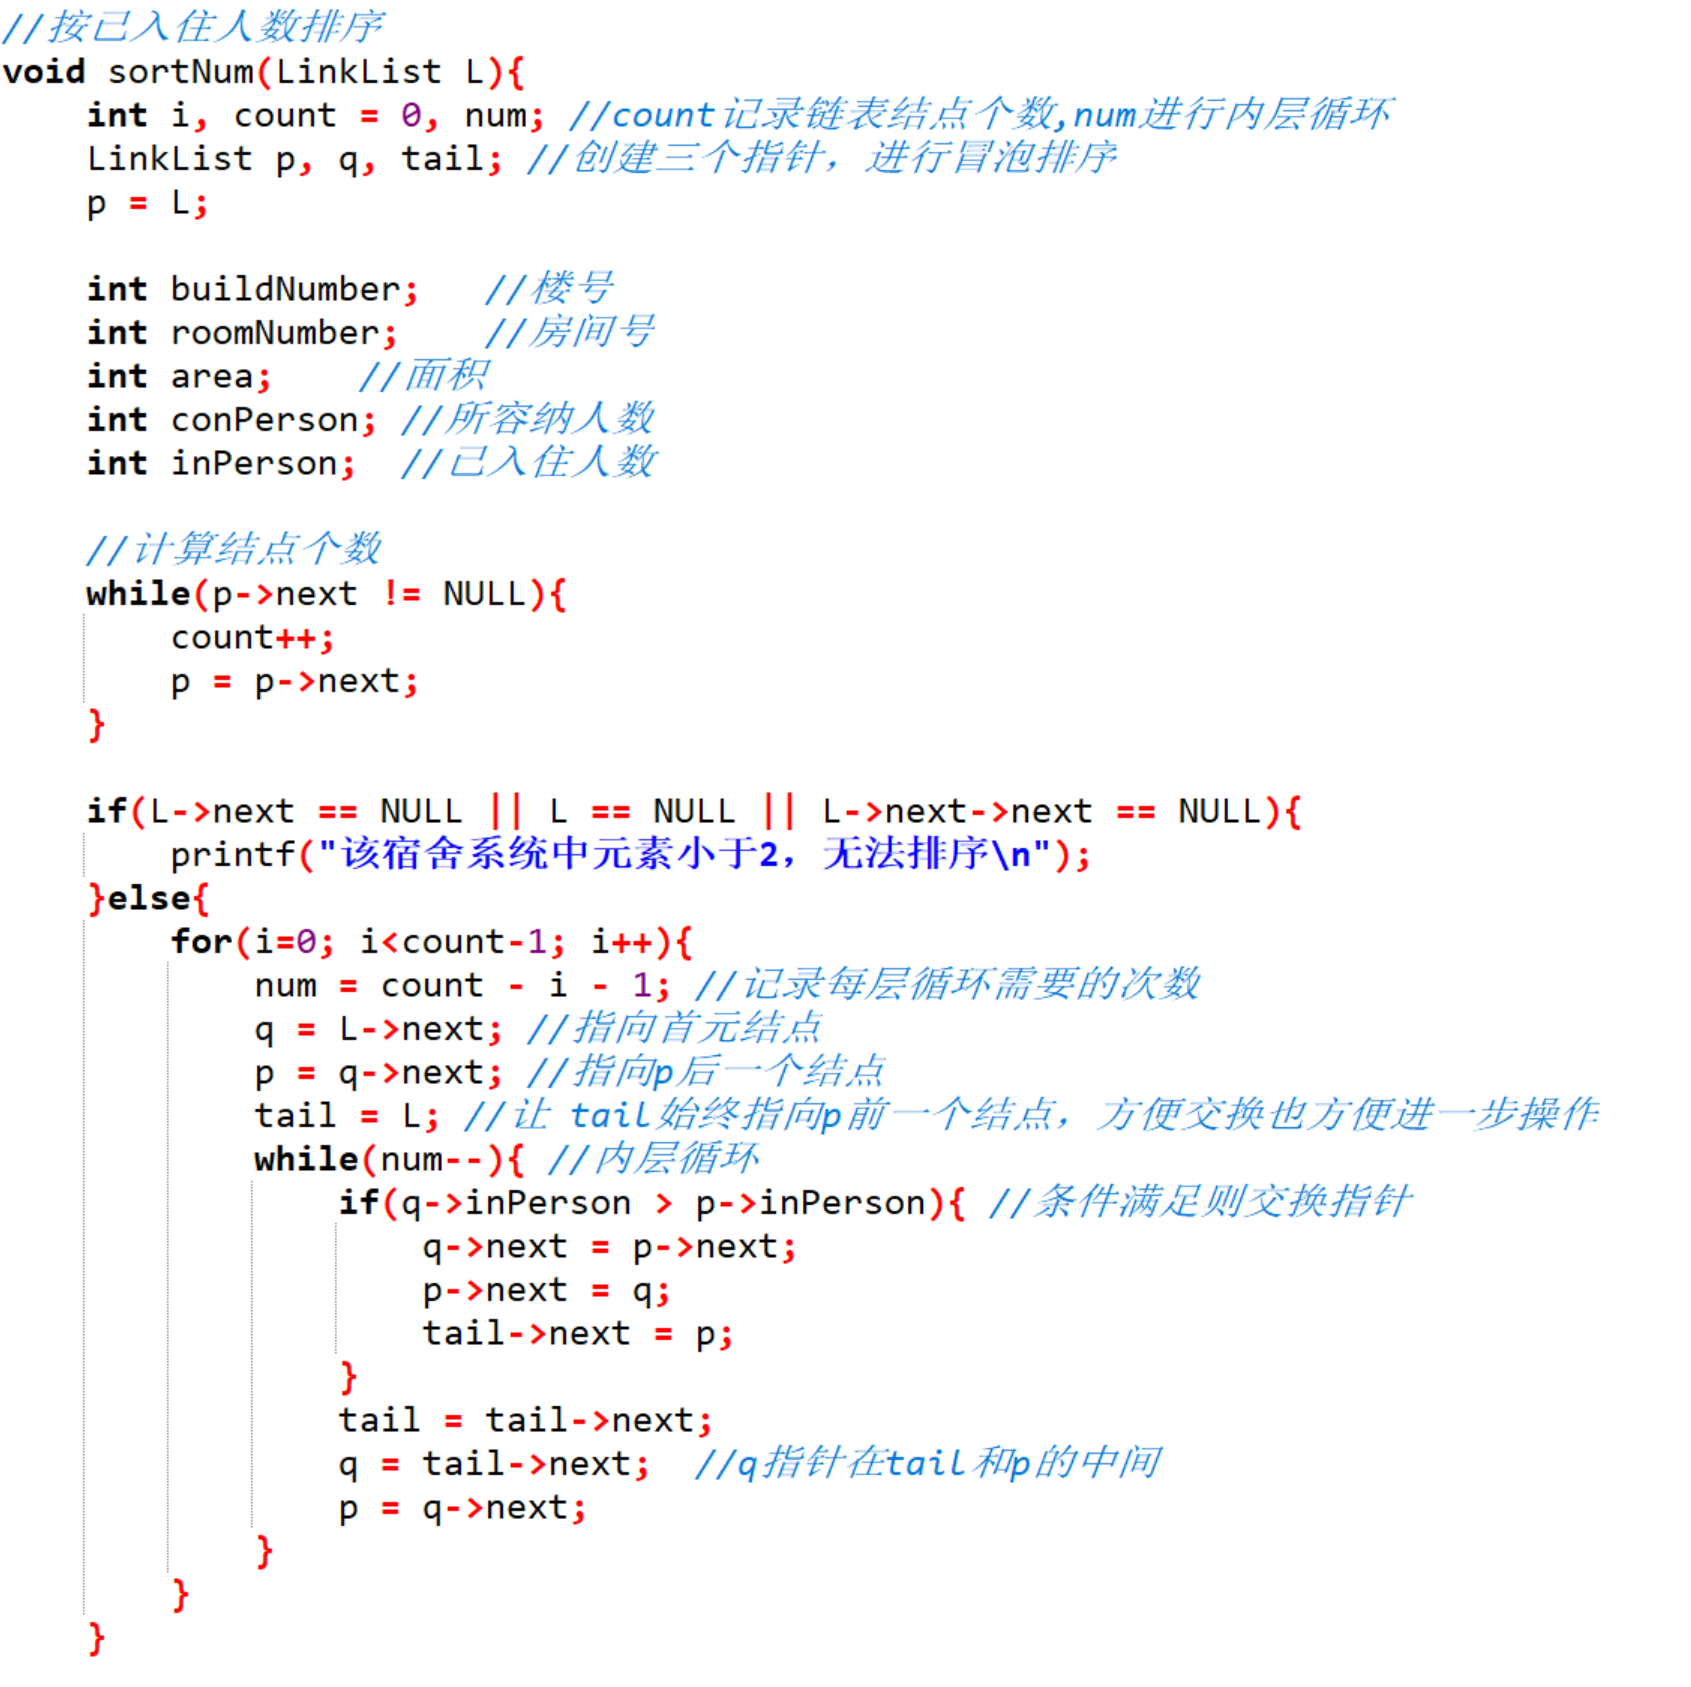 //按已入住人数排序
void sortNum(LinkList L){
    int i, count = 0, num; //count记录链表结点个数,num进行内层循环
    LinkList p, q, tail; //创建三个指针，进行冒泡排序
    p = L;

    int buildNumber;   //楼号
    int roomNumber;    //房间号
    int area;    //面积
    int conPerson; //所容纳人数
    int inPerson;  //已入住人数

    //计算结点个数
    while(p->next != NULL){
        count++;
        p = p->next;
    }

    if(L->next == NULL || L == NULL || L->next->next == NULL){
        printf("该宿舍系统中元素小于2，无法排序\n");
    }else{
        for(i=0; i<count-1; i++){
            num = count - i - 1; //记录每层循环需要的次数
            q = L->next; //指向首元结点
            p = q->next; //指向p后一个结点
            tail = L; //让 tail始终指向p前一个结点，方便交换也方便进一步操作
            while(num--){ //内层循环
                if(q->inPerson > p->inPerson){ //条件满足则交换指针
                    q->next = p->next;
                    p->next = q;
                    tail->next = p;
                }
                tail = tail->next;
                q = tail->next;  //q指针在tail和p的中间
                p = q->next;
            }
        }
    }